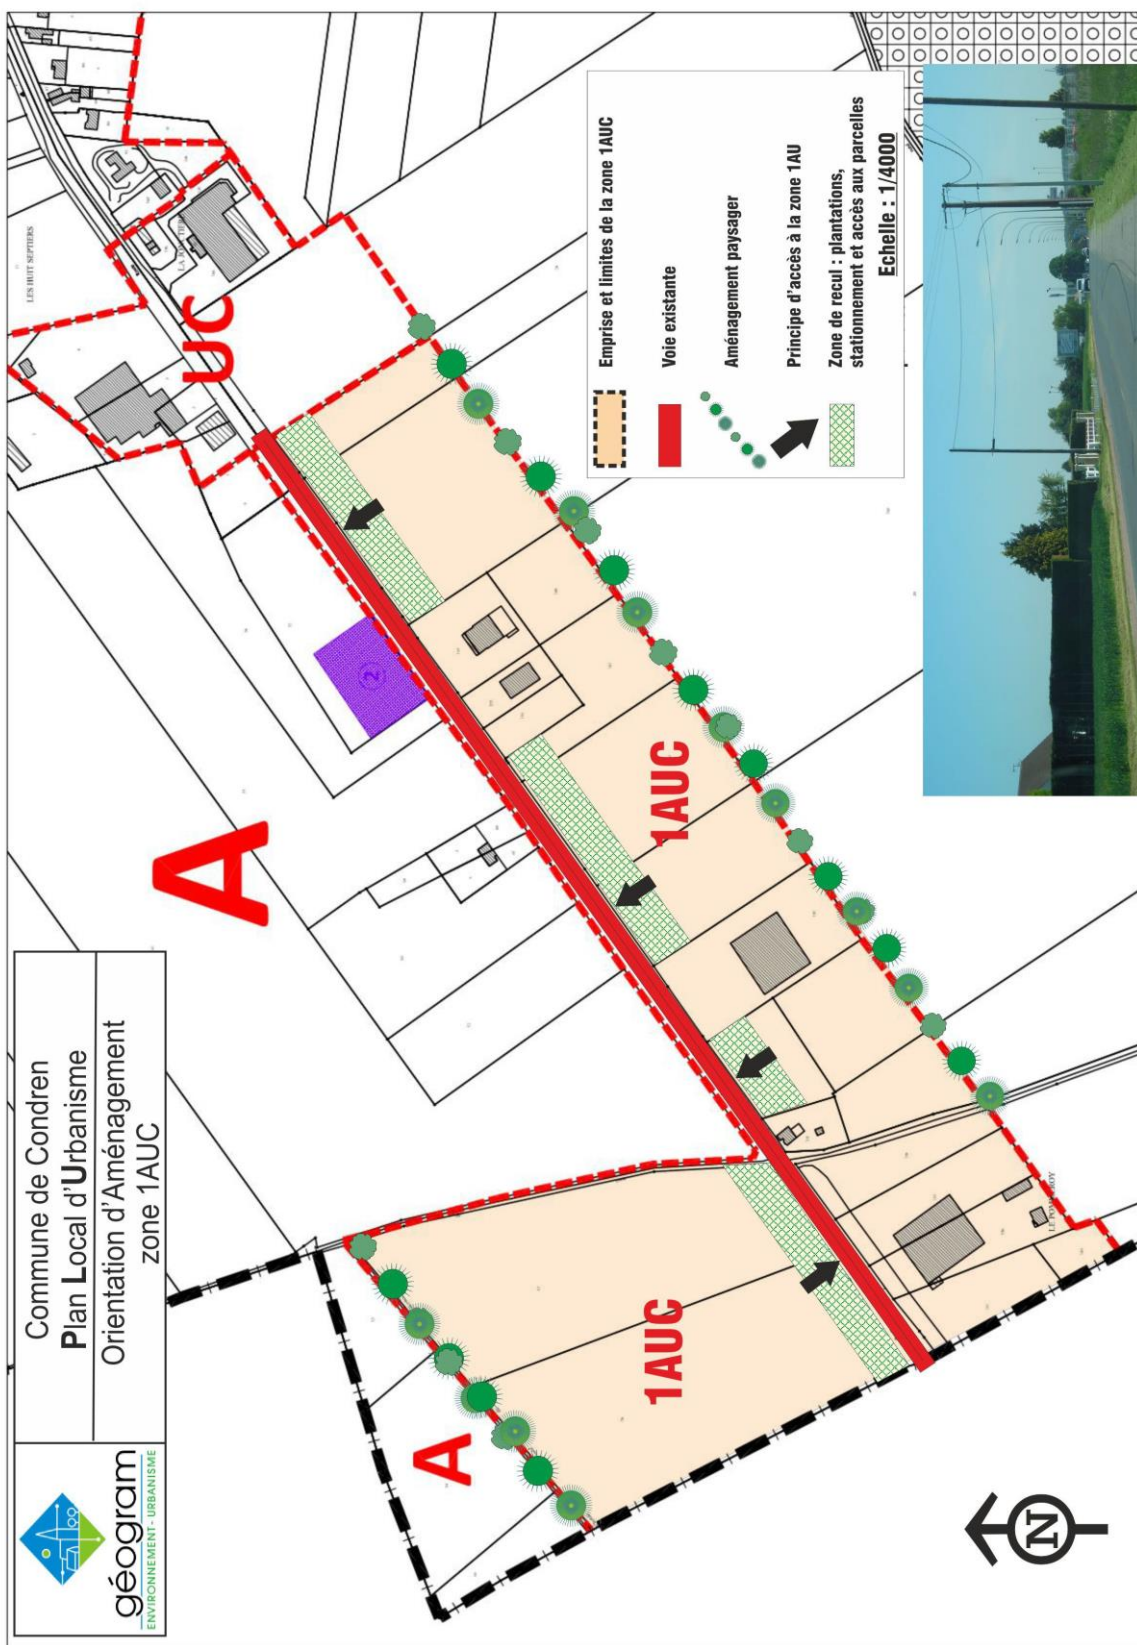 géogram
ENVIRONNEMENT - URBANISME
Commune de Condren
Plan Local d'Urbanisme
Orientation d'Aménagement
zone 1AUC
A
A
UC
1AUC
1AUC
2
LES HUIT SEPTIERS
N
Emprise et limites de la zone 1AUC
Voie existante
Aménagement paysager
Principe d'accès à la zone 1AU
Zone de recul : plantations,
stationnement et accès aux parcelles
Echelle : 1/4000